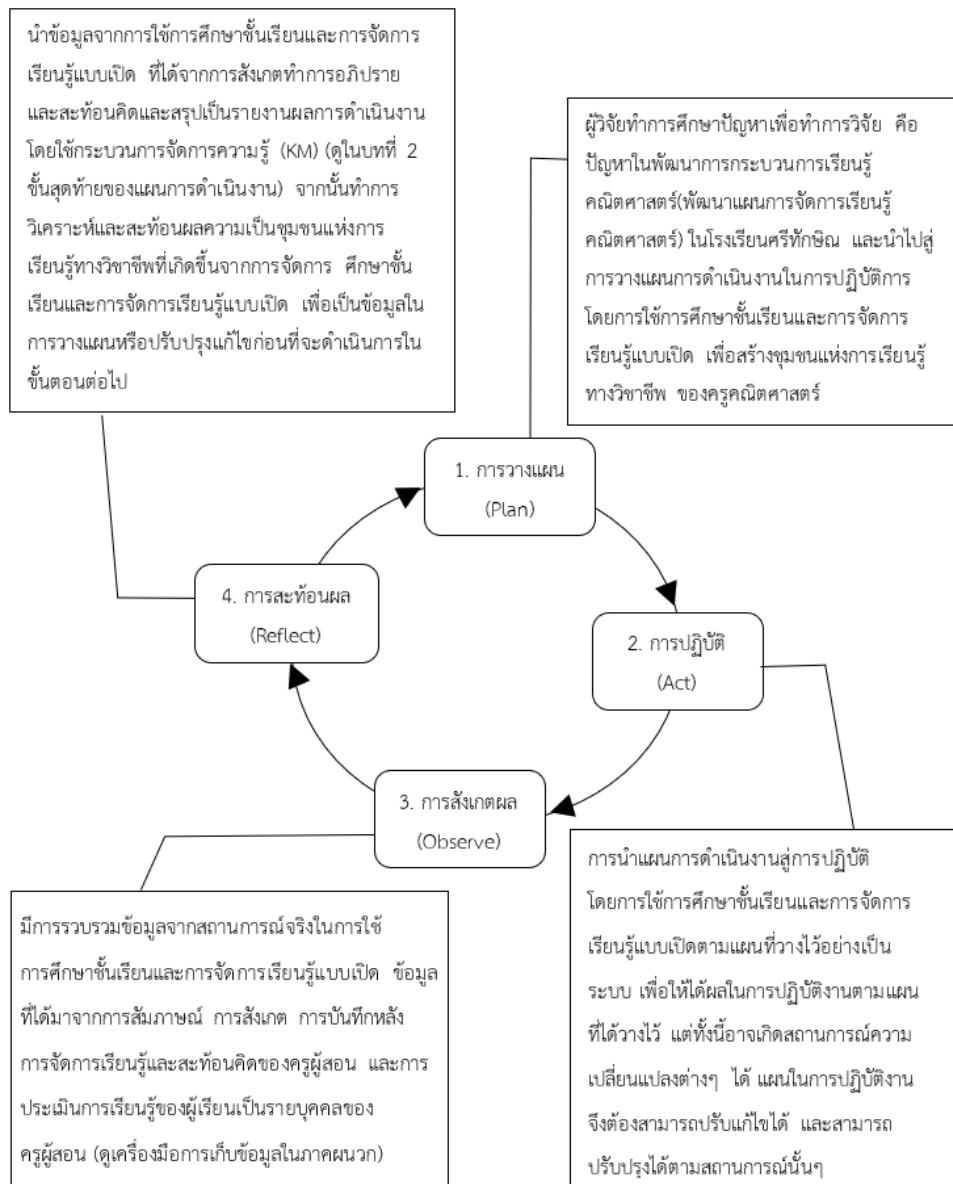 นำข้อมูลจากการใช้การศึกษาชั้นเรียนและการจัดการ
เรียนรู้แบบเปิด ที่ได้จากการสังเกตทำการอภิปราย
และสะท้อนคิดและสรุปเป็นรายงานผลการดำเนินงาน
โดยใช้กระบวนการจัดการความรู้ (KM) (ดูในบทที่ 2
ขั้นสุดท้ายของแผนการดำเนินงาน) จากนั้นทำการ
วิเคราะห์และสะท้อนผลความเป็นชุมชนแห่งการ
เรียนรู้ทางวิชาชีพที่เกิดขึ้นจากการจัดการ ศึกษาชั้น
เรียนและการจัดการเรียนรู้แบบเปิด เพื่อเป็นข้อมูลใน
การวางแผนหรือปรับปรุงแก้ไขก่อนที่จะดำเนินการใน
ขั้นตอนต่อไป
ผู้วิจัยทำการศึกษาปัญหาเพื่อทำการวิจัย คือ
ปัญหาในพัฒนาการกระบวนการเรียนรู้
คณิตศาสตร์(พัฒนาแผนการจัดการเรียนรู้
คณิตศาสตร์) ในโรงเรียนศรีทักษิณ และนำไปสู่
การวางแผนการดำเนินงานในการปฏิบัติการ
โดยการใช้การศึกษาชั้นเรียนและการจัดการ
เรียนรู้แบบเปิด เพื่อสร้างชุมชนแห่งการเรียนรู้
ทางวิชาชีพ ของครูคณิตศาสตร์
1. การวางแผน
(Plan)
4. การสะท้อนผล
(Reflect)
2. การปฏิบัติ
(Act)
3. การสังเกตผล
(Observe)
มีการรวบรวมข้อมูลจากสถานการณ์จริงในการใช้
การศึกษาชั้นเรียนและการจัดการเรียนรู้แบบเปิด ข้อมูล
ที่ได้มาจากการสัมภาษณ์ การสังเกต การบันทึกหลัง
การจัดการเรียนรู้และสะท้อนคิดของครูผู้สอน และการ
ประเมินการเรียนรู้ของผู้เรียนเป็นรายบุคคลของ
ครูผู้สอน (ดูเครื่องมือการเก็บข้อมูลในภาคผนวก)
การนำแผนการดำเนินงานสู่การปฏิบัติ
โดยการใช้การศึกษาชั้นเรียนและการจัดการ
เรียนรู้แบบเปิดตามแผนที่วางไว้อย่างเป็น
ระบบ เพื่อให้ได้ผลในการปฏิบัติงานตามแผน
ที่ได้วางไว้ แต่ทั้งนี้อาจเกิดสถานการณ์ความ
เปลี่ยนแปลงต่างๆ ได้ แผนในการปฏิบัติงาน
จึงต้องสามารถปรับแก้ไขได้ และสามารถ
ปรับปรุงได้ตามสถานการณ์นั้นๆ